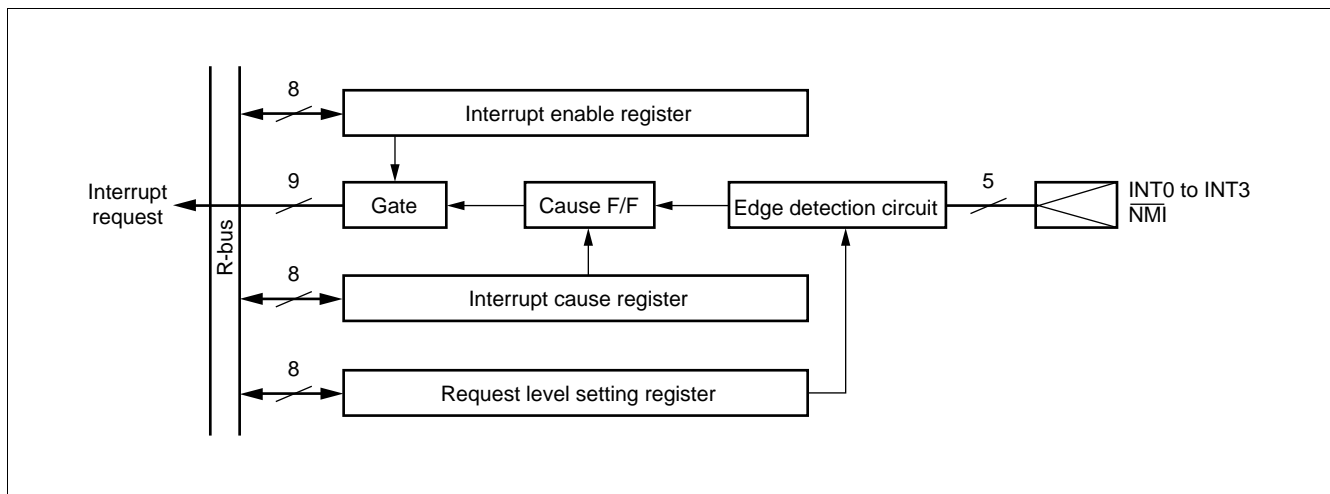 8
Interrupt enable register
Interrupt
request
9
Gate
Cause F/F
Edge detection circuit
5
INT0 to INT3
NMI
R-bus
8
Interrupt cause register
8
Request level setting register